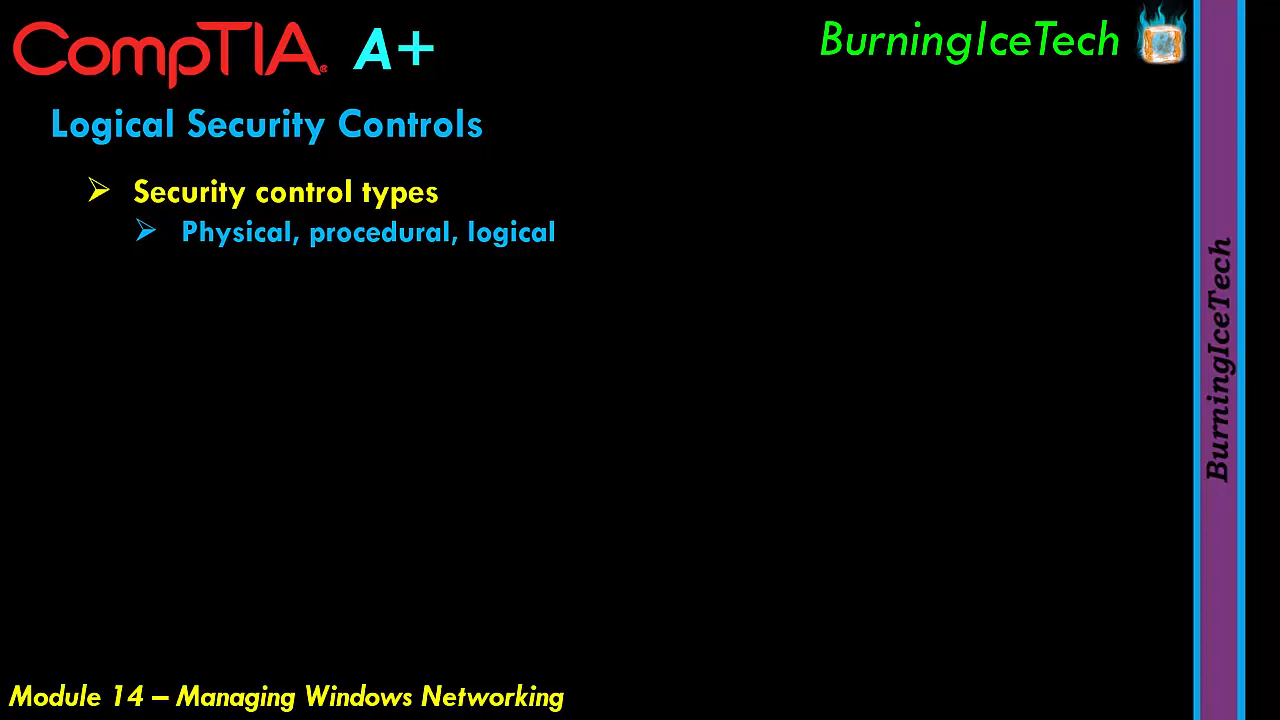 CompTIA® A+
BurningIceTech
Logical Security Controls
Security control types
Physical, procedural, logical
BurningIceTech
Module 14 – Managing Windows Networking